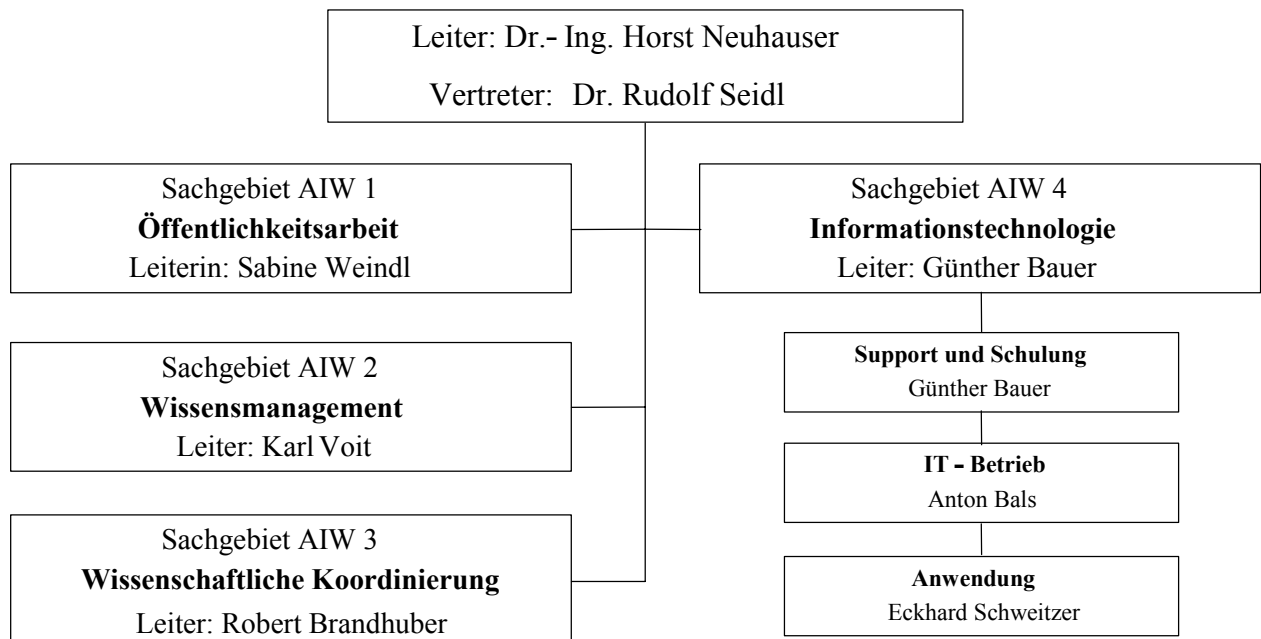 Leiter: Dr.- Ing. Horst Neuhauser
Vertreter: Dr. Rudolf Seidl
Sachgebiet AIW 1
Öffentlichkeitsarbeit
Leiterin: Sabine Weindl
Sachgebiet AIW 2
Wissensmanagement
Leiter: Karl Voit
Sachgebiet AIW 3
Wissenschaftliche Koordinierung
Leiter: Robert Brandhuber
Sachgebiet AIW 4
Informationstechnologie
Leiter: Günther Bauer
Support und Schulung
Günther Bauer
IT - Betrieb
Anton Bals
Anwendung
Eckhard Schweitzer